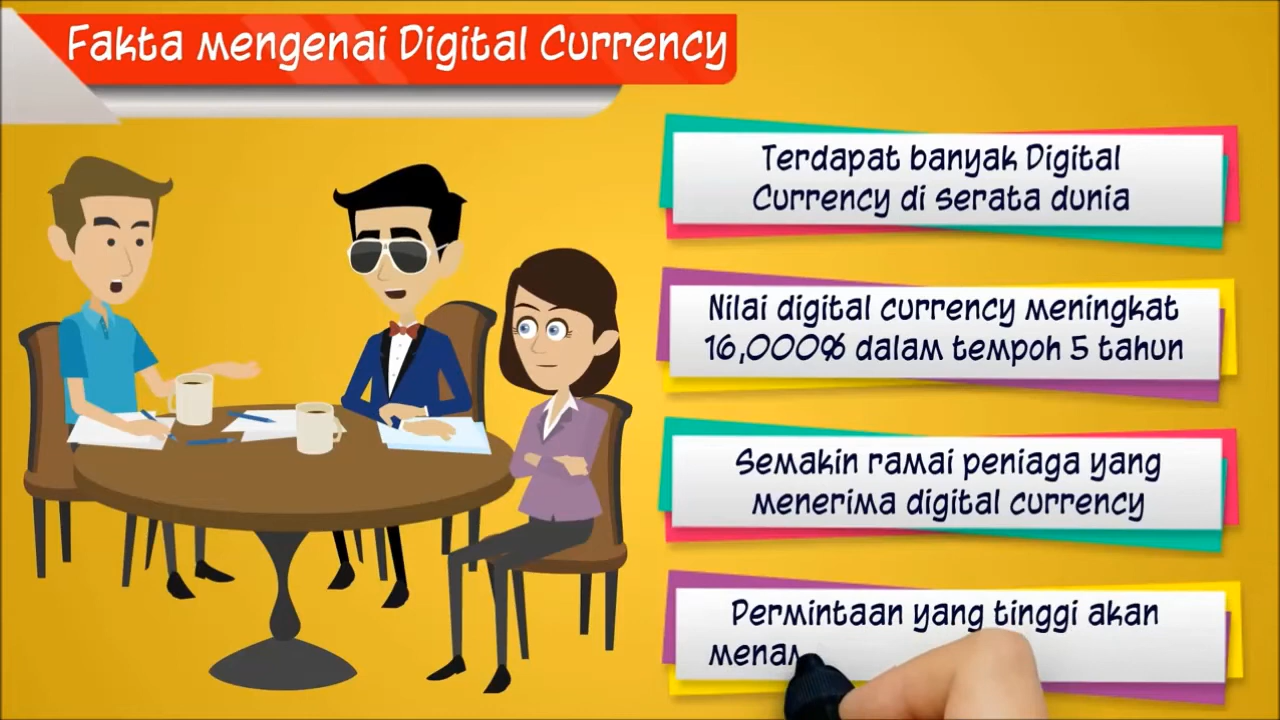 Fakta mengenai Digital Currency
Terdapat banyak Digital
Currency di serata dunia
Nilai digital currency meningkat
16,000% dalam tempoh 5 tahun
Semakin ramai peniaga yang
menerima digital currency
Permintaan yang tinggi akan